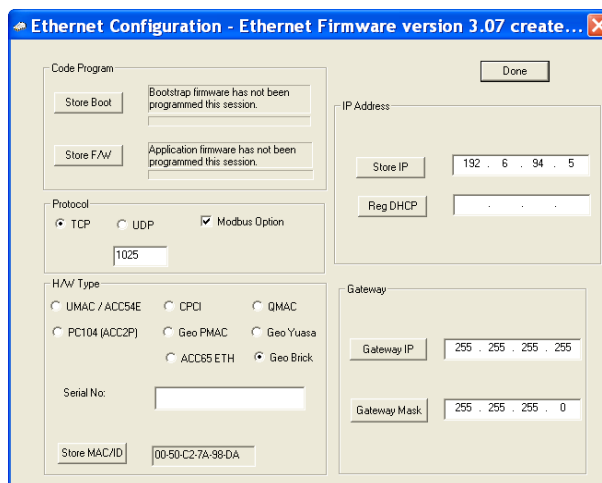 Ethernet Configuration - Ethernet Firmware version 3.07 create...
Code Program
Store Boot
Bootstrap firmware has not been
programmed this session.
Store F/W
Application firmware has not been
programmed this session.
Protocol
TCP
UDP
Modbus Option
1025
H/W Type
UMAC / ACC54E
CPCI
QMAC
PC104 (ACC2P)
Geo PMAC
Geo Yuasa
ACC65 ETH
Geo Brick
Serial No:
Store MAC/ID
00-50-C2-7A-98-DA
Done
IP Address
Store IP
192 . 6 . 94 . 5
Reg DHCP
. . .
Gateway
Gateway IP
255 . 255 . 255 . 255
Gateway Mask
255 . 255 . 255 . 0